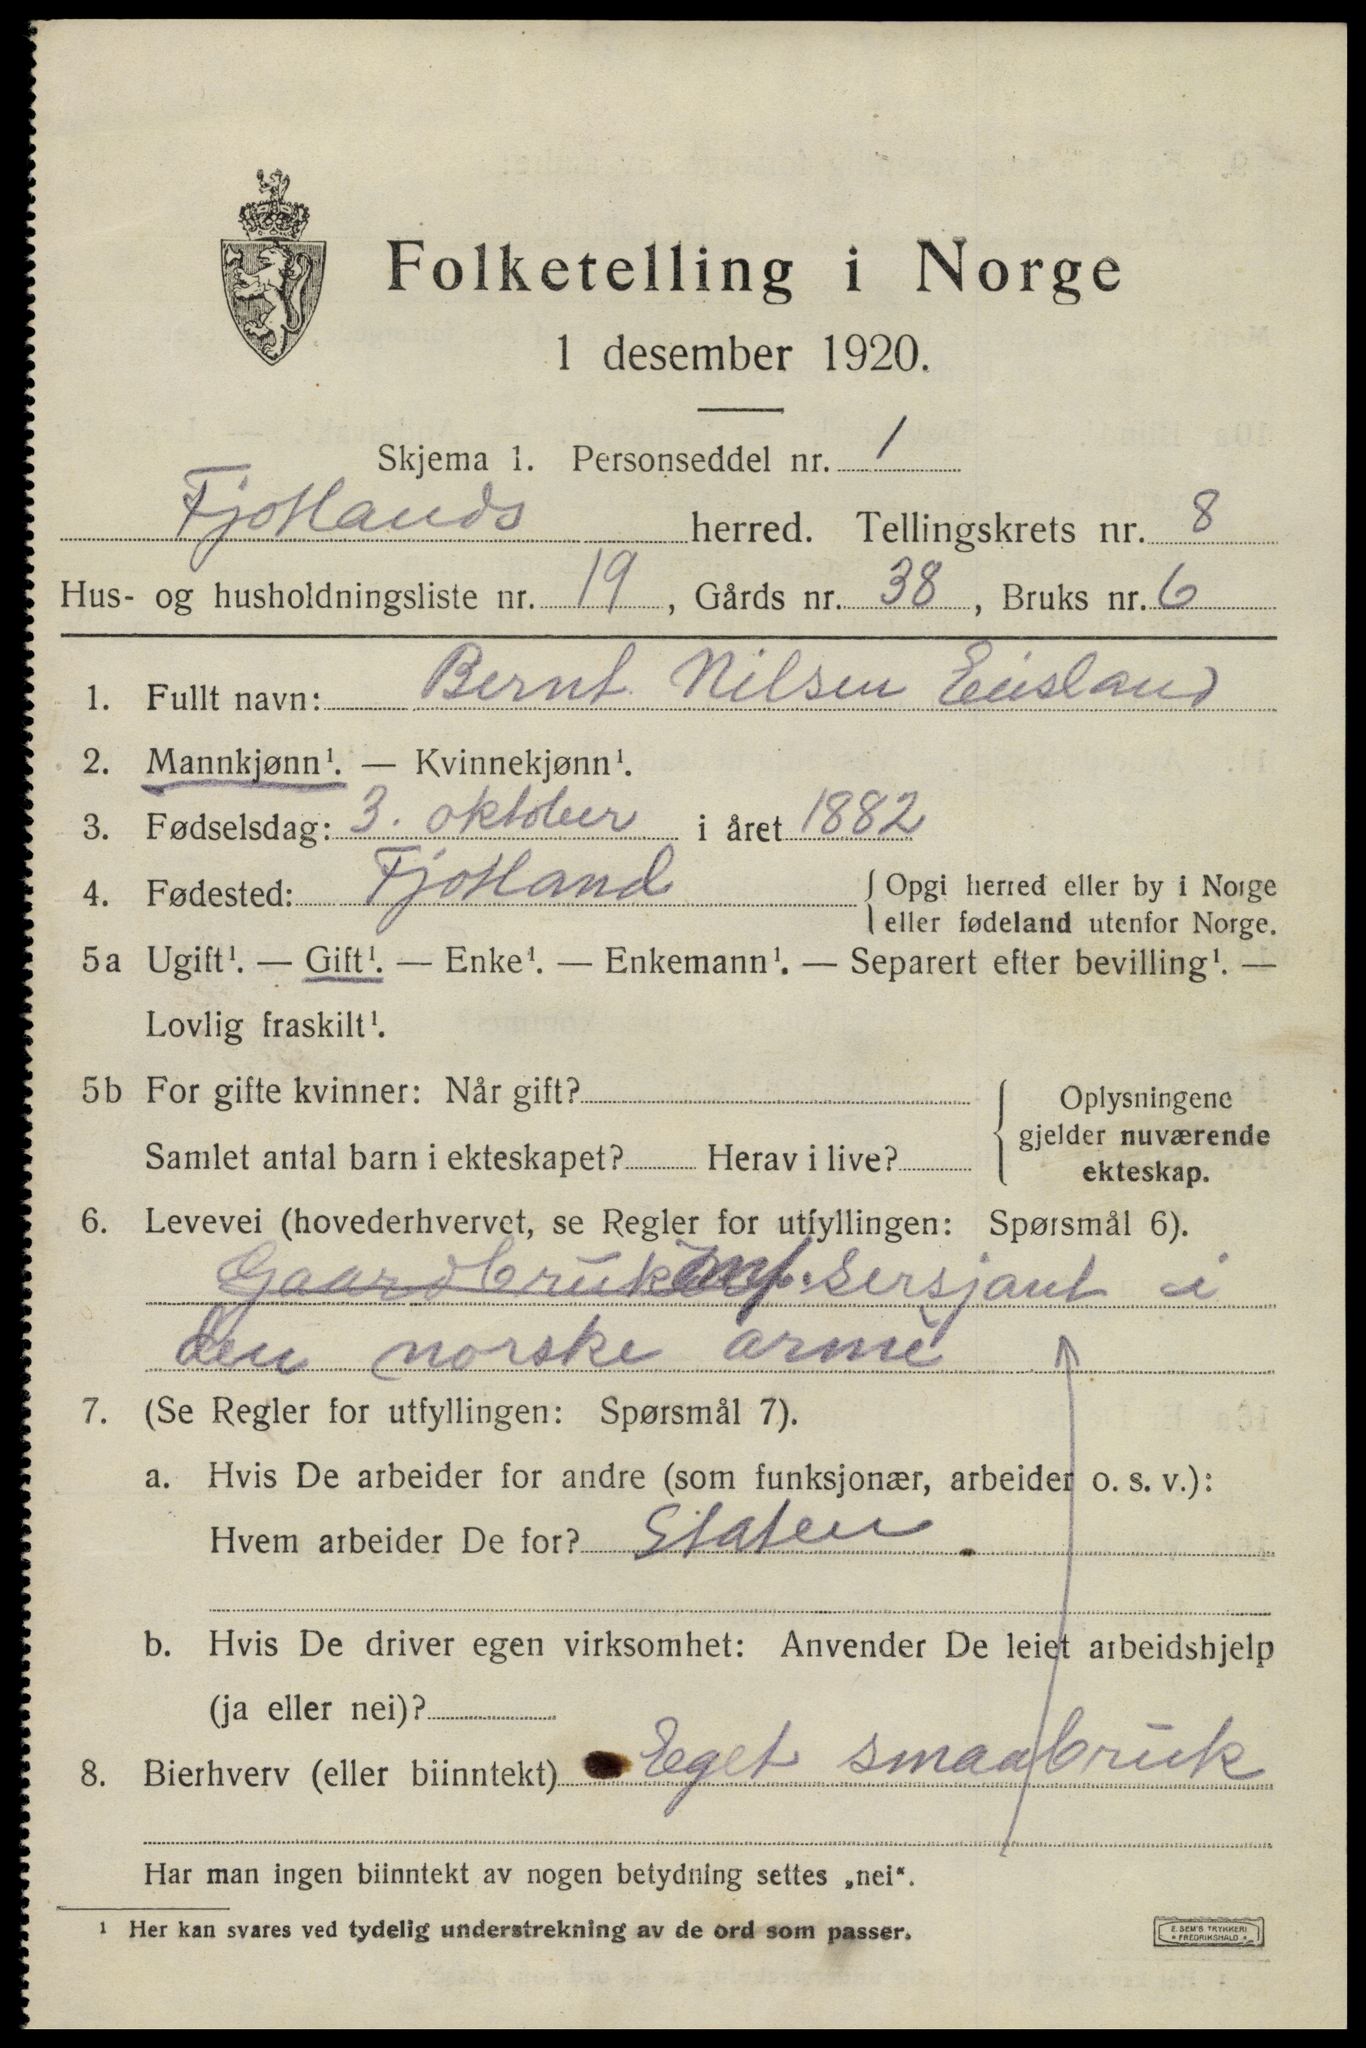 Folketelling i Norge
1 desember 1920.
Skjema 1. Personseddel nr. 1
Fjotlands herred. Tellingskrets nr. 8
Hus- og husholdningsliste nr. 19, Gårds nr. 38, Bruks nr. 6
1. Fullt navn: Bernt Nilsen Eiesland
2. Mannkjønn¹. — Kvinnekjønn¹.
3. Fødselsdag: 3. oktober i året 1882
4. Fødested: Fjotland { Opgi herred eller by i Norge
eller fødeland utenfor Norge.
5a Ugift¹. — Gift¹. — Enke¹. — Enkemann¹. — Separert efter bevilling¹. —
Lovlig fraskilt¹.
5b For gifte kvinner: Når gift? { Oplysningene
gjelder nuværende
Samlet antal barn i ekteskapet? Herav i live? ekteskap.
6. Levevei (hovederhvervet, se Regler for utfyllingen: Spørsmål 6).
Gaardbruk Inf. sersjant i
den norske armè
7. (Se Regler for utfyllingen: Spørsmål 7).
a. Hvis De arbeider for andre (som funksjonær, arbeider o. s. v.):
Hvem arbeider De for? Staten
b. Hvis De driver egen virksomhet: Anvender De leiet arbeidshjelp
(ja eller nei)?
8. Bierhverv (eller biinntekt) Eget smaabruk
Har man ingen biinntekt av nogen betydning settes „nei“.
¹ Her kan svares ved tydelig understrekning av de ord som passer.
E. SEM'S TRYKKERI
FREDRIKSHALD